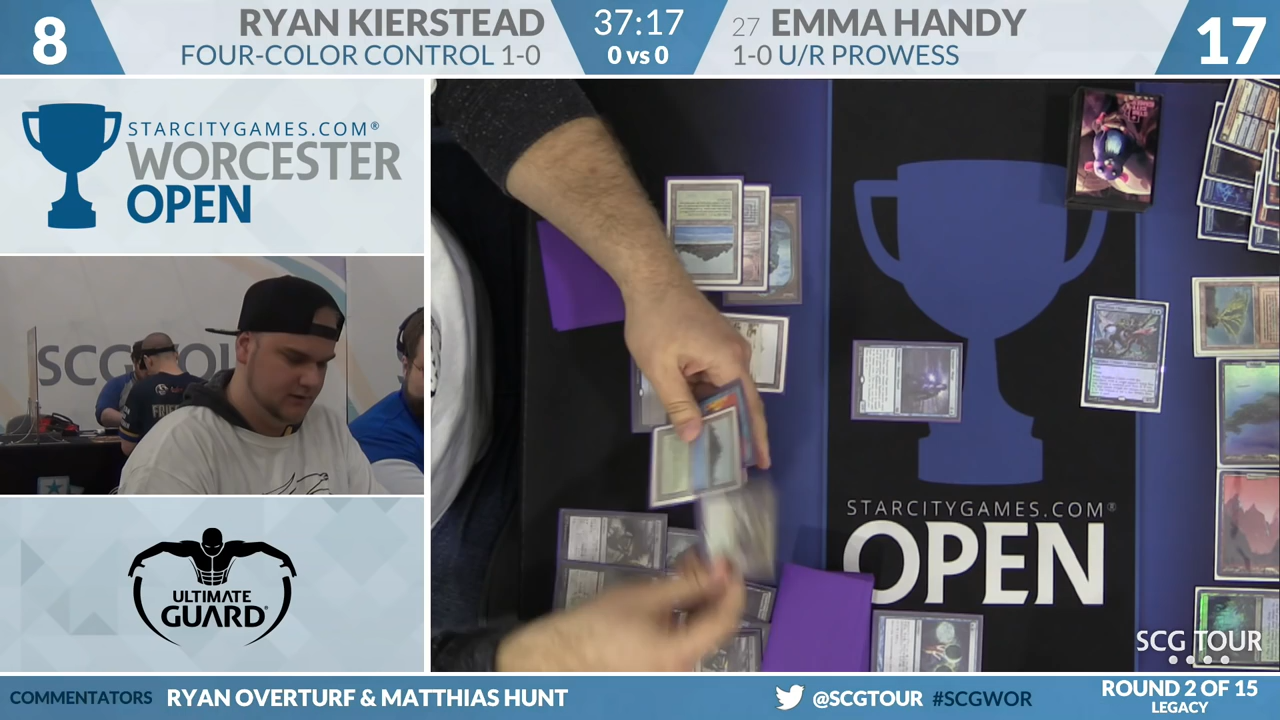 8
RYAN KIERSTEAD
FOUR-COLOR CONTROL 1-0
37:17
0 vs 0
27 EMMA HANDY
1-0 U/R PROWESS
17
STARCITYGAMES.COM®
WORCESTER
OPEN
SCG TOU
ULTIMATE
GUARD®
STARCITYGAMES.COM®
OPEN
SCG TOUR
COMMENTATORS RYAN OVERTURF & MATTHIAS HUNT
@SCGTOUR #SCGWOR
ROUND 2 OF 15
LEGACY